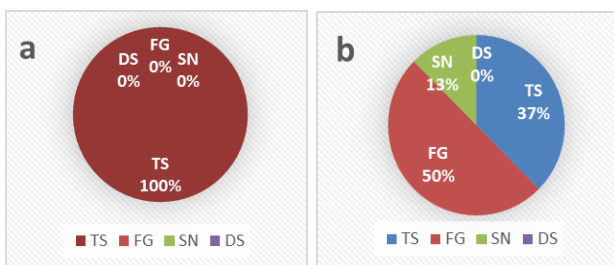 a
FG
0%
DS
0%
SN
0%
TS
100%
TS FG SN DS
b
DS
0%
SN
13%
TS
37%
FG
50%
TS FG SN DS